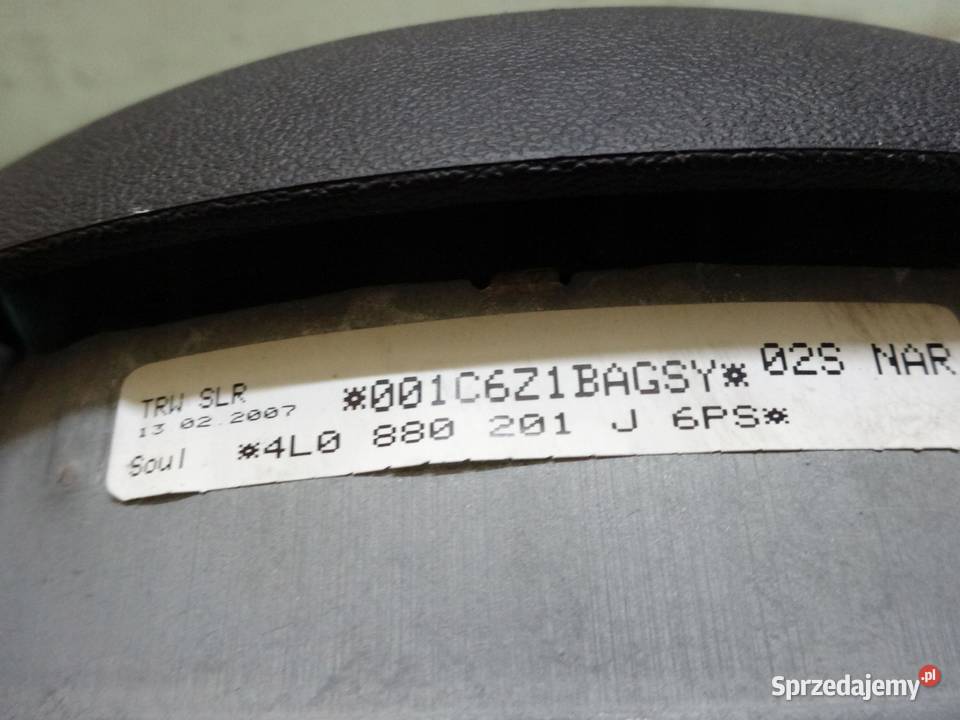 TRW SLR *001C6Z1BAGSY* 02S NAR
13.02.2007
Soul *4L0 880 201 J 6PS*
Sprzedajemy.pl